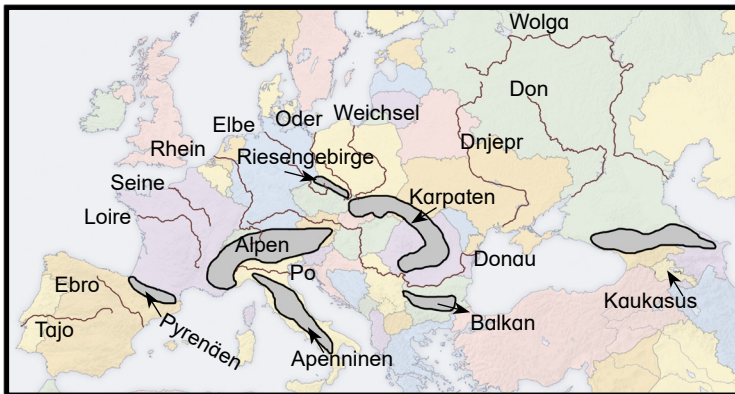 Wolga
Don
Oder
Weichsel
Elbe
Dnjepr
Rhein
Riesengebirge
Seine
Karpaten
Loire
Alpen
Donau
Po
Ebro
Kaukasus
Tajo
Pyrenäen
Balkan
Apenninen